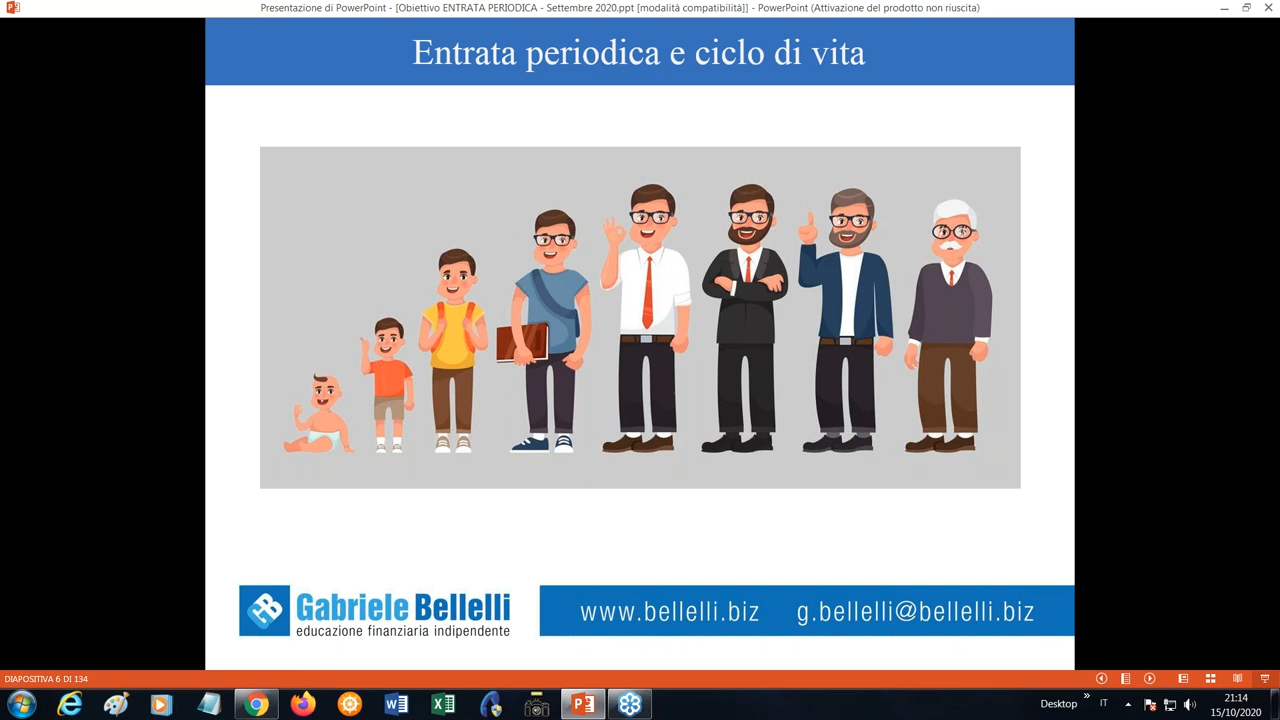 Presentazione di PowerPoint - [Obiettivo ENTRATA PERIODICA - Settembre 2020.ppt [modalità compatibilità]] - PowerPoint (Attivazione del prodotto non riuscita)
Entrata periodica e ciclo di vita
Gabriele Bellelli
educazione finanziaria indipendente
www.bellelli.biz g.bellelli@bellelli.biz
DIAPOSITIVA 6 DI 134
Desktop
»
IT
21:14
15/10/2020